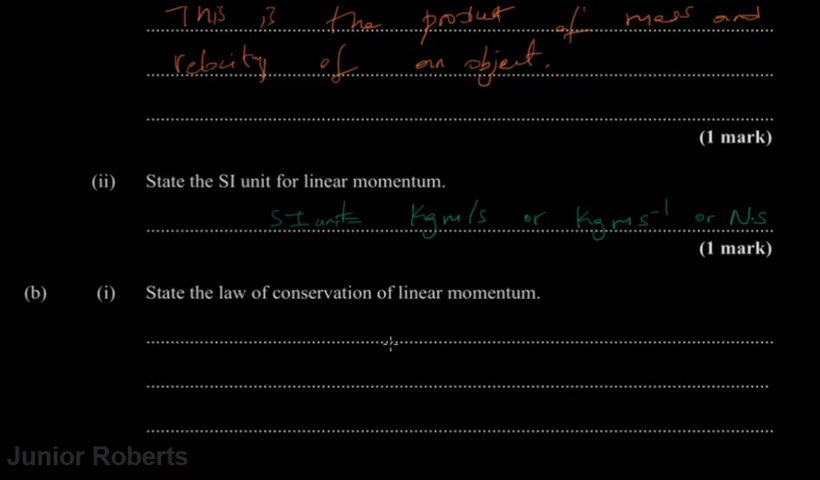 This is the product of mass and
velocity of an object.
(1 mark)
(ii) State the SI unit for linear momentum.
SI unit= Kgm/s or Kgms⁻¹ or N.s
(1 mark)
(b) (i) State the law of conservation of linear momentum.
Junior Roberts